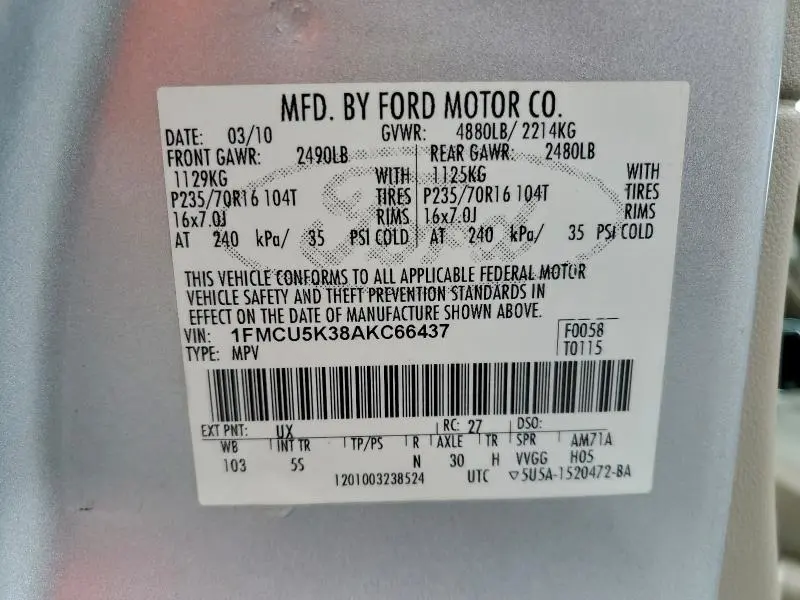 MFD. BY FORD MOTOR CO.
DATE: 03/10 GVWR: 4880LB/ 2214KG
FRONT GAWR: 2490LB REAR GAWR: 2480LB
1129KG WITH 1125KG WITH
P235/70R16 104T TIRES P235/70R16 104T TIRES
16x7.0J RIMS 16x7.0J RIMS
AT 240 kPa/ 35 PSI COLD AT 240 kPa/ 35 PSI COLD
Ford
THIS VEHICLE CONFORMS TO ALL APPLICABLE FEDERAL MOTOR
VEHICLE SAFETY AND THEFT PREVENTION STANDARDS IN
EFFECT ON THE DATE OF MANUFACTURE SHOWN ABOVE.
VIN: 1FMCU5K38AKC66437 F0058
TYPE: MPV T0115
EXT PNT: UX RC: 27 DSO:
WB INT TR TP/PS R AXLE TR SPR AM71A
103 5S N 30 H VVGG H05
1201003238524 UTC ▽5U5A-1520472-BA